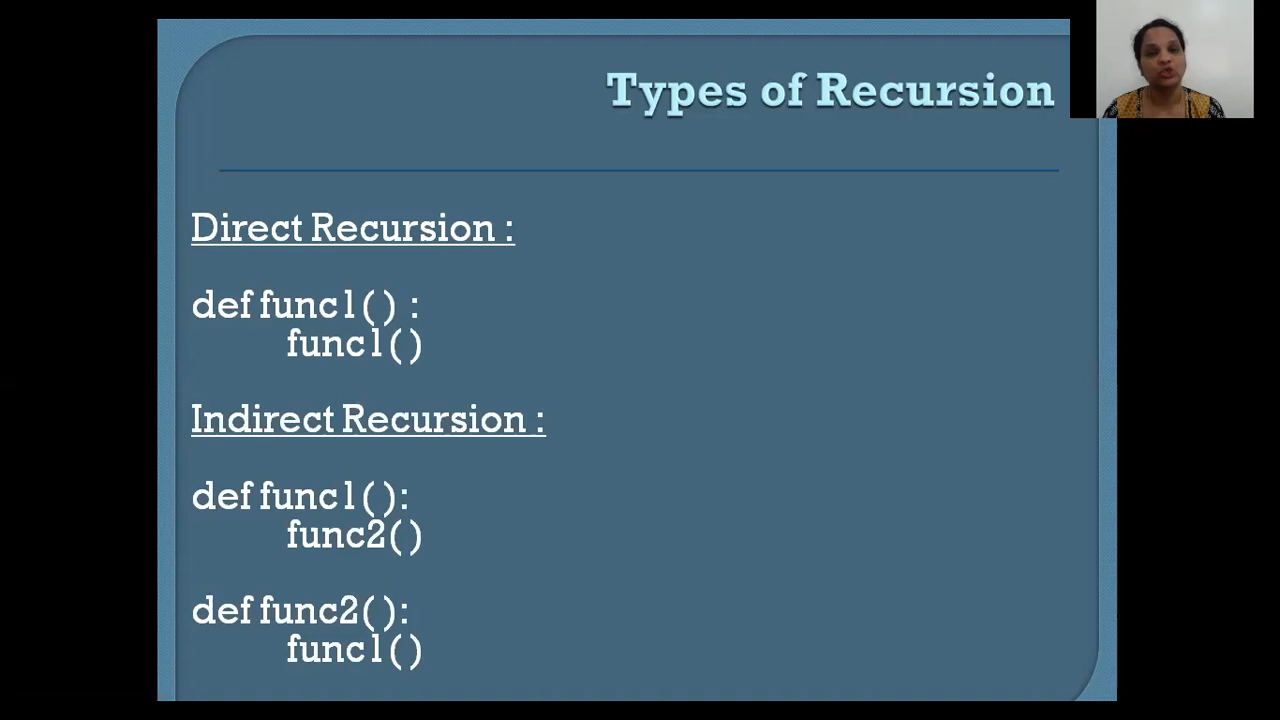 Types of Recursion
Direct Recursion :
def func1( ) :
func1( )
Indirect Recursion :
def func1( ):
func2( )
def func2( ):
func1( )